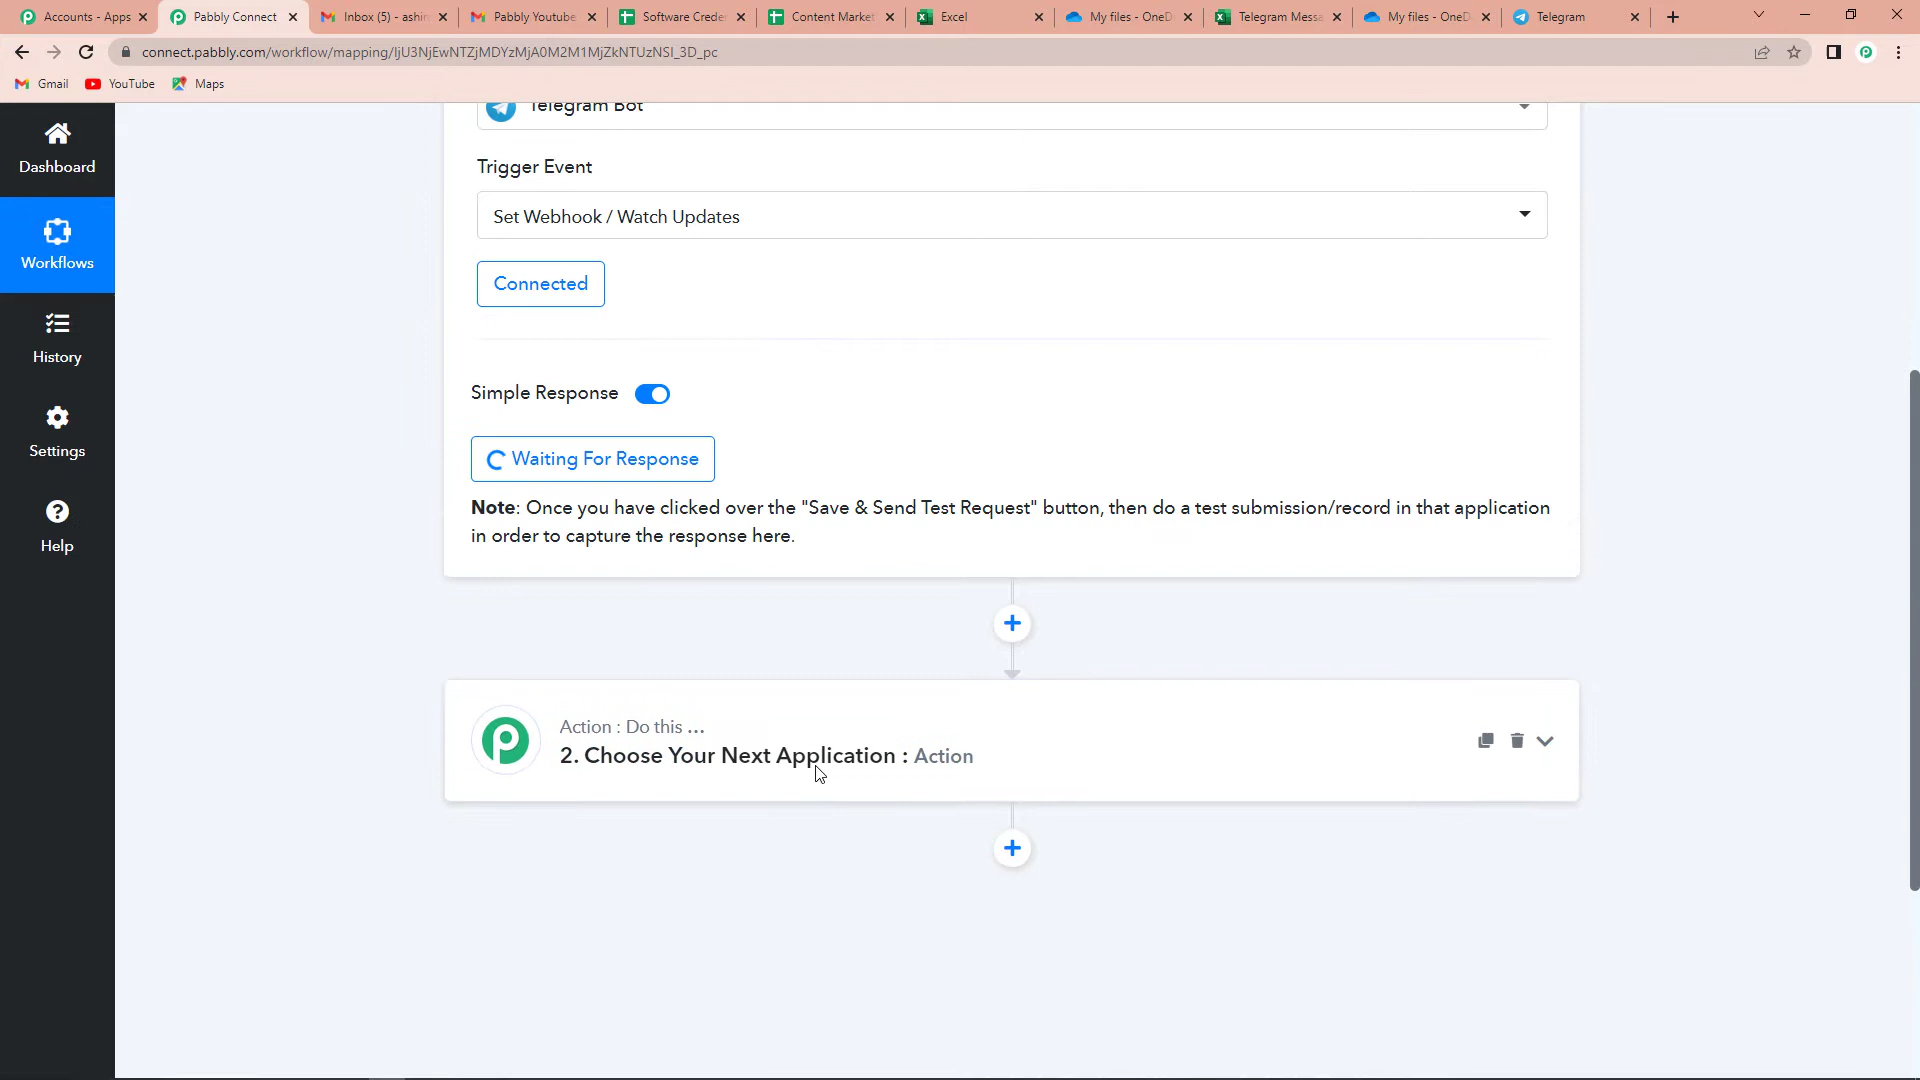 Accounts - Apps
Pabbly Connect
Inbox (5) - ashin
Pabbly Youtube
Software Creder
Content Market
Excel
My files - OneD
Telegram Messa
My files - OneD
Telegram
connect.pabbly.com/workflow/mapping/IjU3NjEwNTZjMDYzMjA0M2M1MjZkNTUzNSI_3D_pc
Gmail
YouTube
Maps
Dashboard
Workflows
History
Settings
Help
Telegram Bot
Trigger Event
Set Webhook / Watch Updates
Connected
Simple Response
Waiting For Response
Note: Once you have clicked over the "Save & Send Test Request" button, then do a test submission/record in that application
in order to capture the response here.
Action : Do this ...
2. Choose Your Next Application : Action